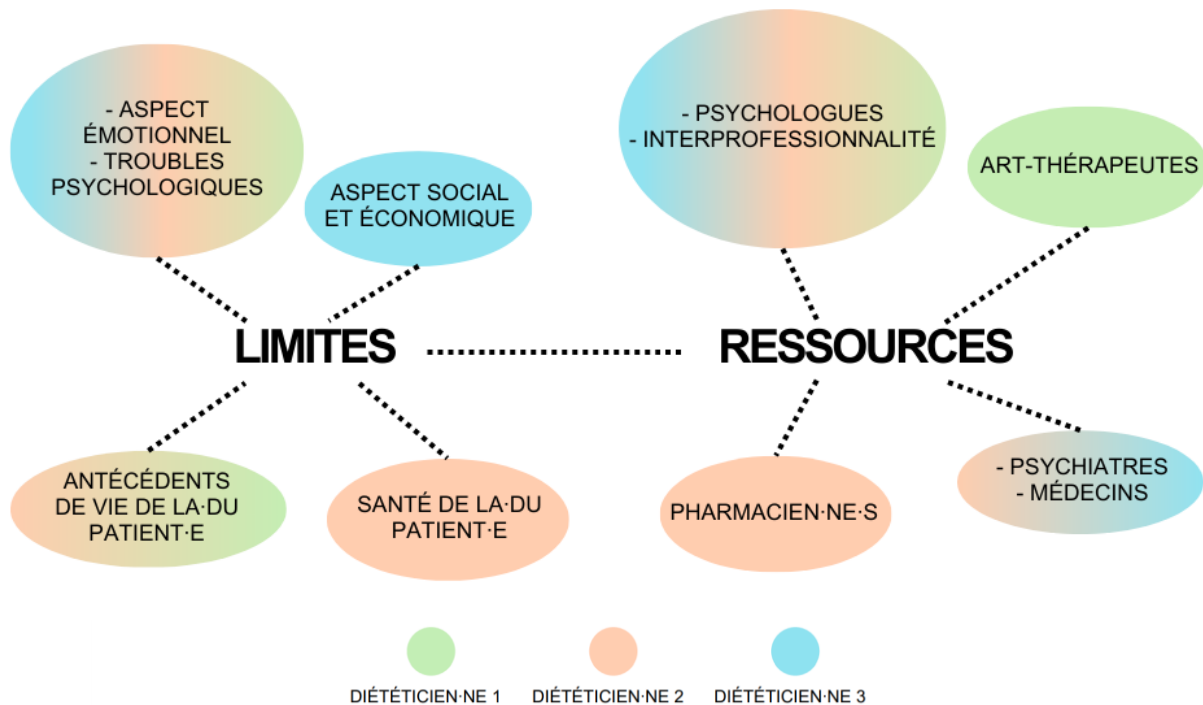 - ASPECT
ÉMOTIONNEL
- TROUBLES
PSYCHOLOGIQUES
ASPECT SOCIAL
ET ÉCONOMIQUE
- PSYCHOLOGUES
- INTERPROFESSIONNALITÉ
ART-THÉRAPEUTES
LIMITES
RESSOURCES
ANTÉCÉDENTS
DE VIE DE LA·DU
PATIENT·E
SANTÉ DE LA·DU
PATIENT·E
PHARMACIEN·NE·S
- PSYCHIATRES
- MÉDECINS
DIÉTÉTICIEN·NE 1
DIÉTÉTICIEN·NE 2
DIÉTÉTICIEN·NE 3